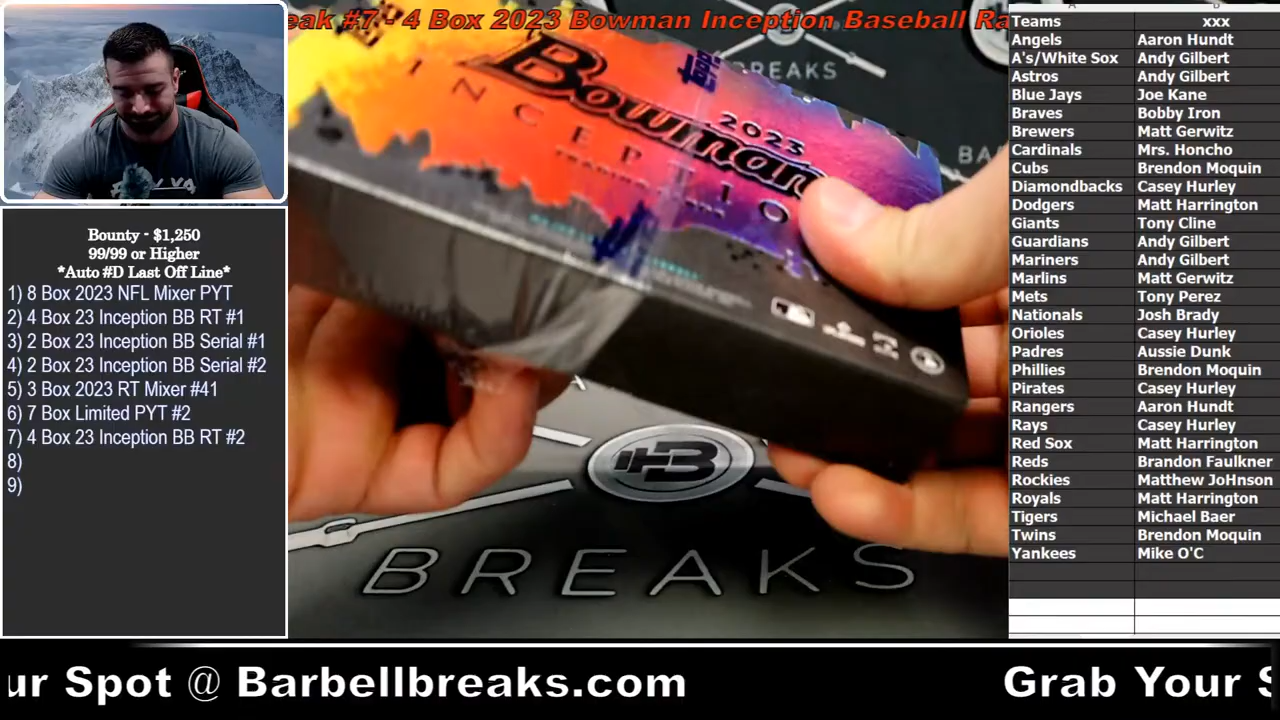 eak #7 - 4 Box 2023 Bowman Inception Baseball Ra
Bounty - $1,250
99/99 or Higher
*Auto #D Last Off Line*
1) 8 Box 2023 NFL Mixer PYT
2) 4 Box 23 Inception BB RT #1
3) 2 Box 23 Inception BB Serial #1
4) 2 Box 23 Inception BB Serial #2
5) 3 Box 2023 RT Mixer #41
6) 7 Box Limited PYT #2
7) 4 Box 23 Inception BB RT #2
8)
9)
topps
2023
Bowman
INCEPTIO
BREAKS
BA
B
BREAKS
A B
Teams xxx
Angels Aaron Hundt
A's/White Sox Andy Gilbert
Astros Andy Gilbert
Blue Jays Joe Kane
Braves Bobby Iron
Brewers Matt Gerwitz
Cardinals Mrs. Honcho
Cubs Brendon Moquin
Diamondbacks Casey Hurley
Dodgers Matt Harrington
Giants Tony Cline
Guardians Andy Gilbert
Mariners Andy Gilbert
Marlins Matt Gerwitz
Mets Tony Perez
Nationals Josh Brady
Orioles Casey Hurley
Padres Aussie Dunk
Phillies Brendon Moquin
Pirates Casey Hurley
Rangers Aaron Hundt
Rays Casey Hurley
Red Sox Matt Harrington
Reds Brandon Faulkner
Rockies Matthew JoHnson
Royals Matt Harrington
Tigers Michael Baer
Twins Brendon Moquin
Yankees Mike O'C
ur Spot @ Barbellbreaks.com Grab Your S